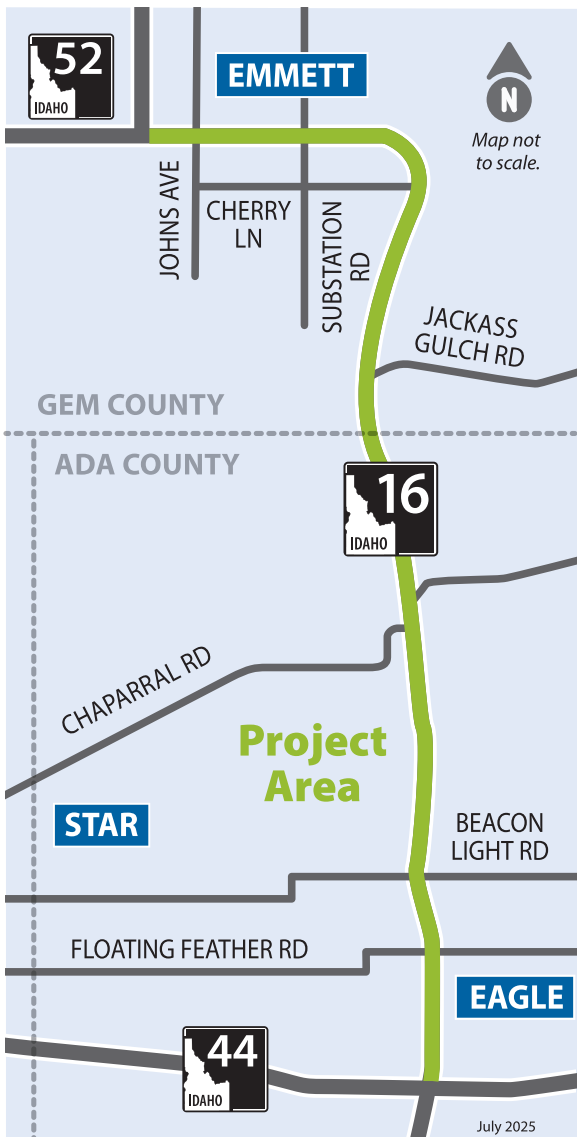 52
IDAHO
EMMETT
N
Map not
to scale.
JOHNS AVE
CHERRY
LN
SUBSTATION
RD
JACKASS
GULCH RD
GEM COUNTY
ADA COUNTY
16
IDAHO
CHAPARRAL RD
Project
Area
STAR
BEACON
LIGHT RD
FLOATING FEATHER RD
EAGLE
44
IDAHO
July 2025